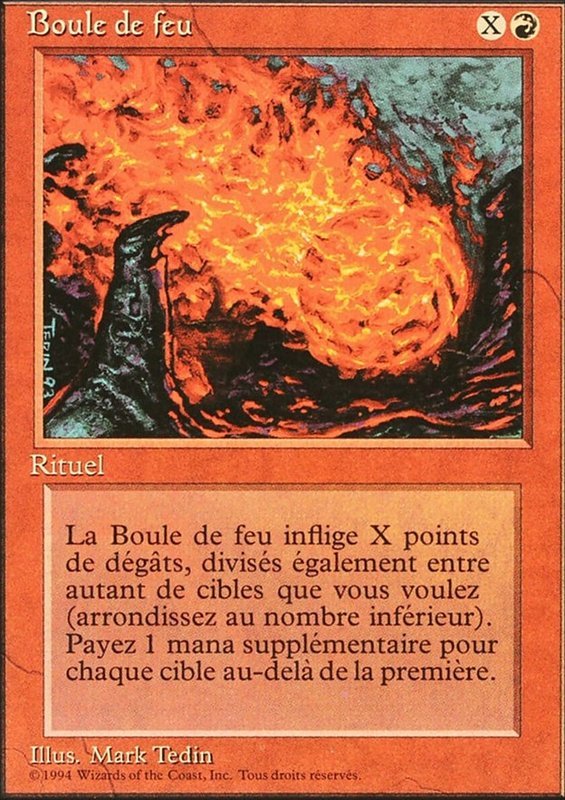 Boule de feu X
TEDIN 93
Rituel
La Boule de feu inflige X points
de dégâts, divisés également entre
autant de cibles que vous voulez
(arrondissez au nombre inférieur).
Payez 1 mana supplémentaire pour
chaque cible au-delà de la première.
Illus. Mark Tedin
©1994 Wizards of the Coast, Inc. Tous droits réservés.